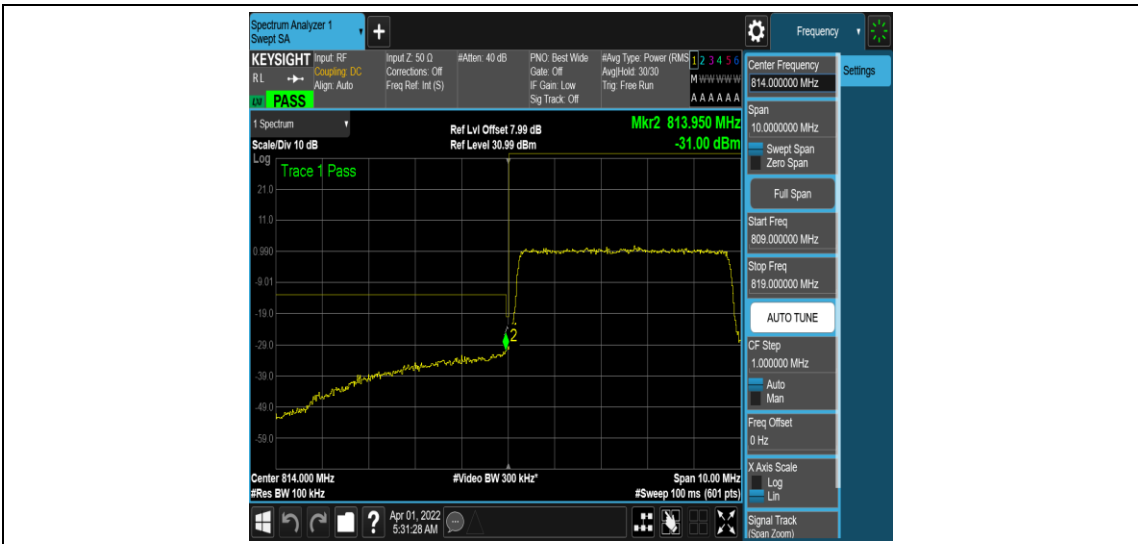 Spectrum Analyzer 1
Swept SA
+
Frequency
KEYSIGHT
RL
PASS
Input: RF
Coupling: DC
Align: Auto
Input Z: 50 Ω
Corrections: Off
Freq Ref: Int (S)
#Atten: 40 dB
PNO: Best Wide
Gate: Off
IF Gain: Low
Sig Track: Off
#Avg Type: Power (RMS
Avg|Hold: 30/30
Trig: Free Run
1 2 3 4 5 6
M W W W W W
A A A A A A
1 Spectrum
Scale/Div 10 dB
Ref Lvl Offset 7.99 dB
Ref Level 30.99 dBm
Mkr2 813.950 MHz
-31.00 dBm
Log
Trace 1 Pass
21.0
11.0
0.990
-9.01
-19.0
-29.0
-39.0
-49.0
-59.0
2
Center 814.000 MHz
#Res BW 100 kHz
#Video BW 300 kHz*
Span 10.00 MHz
#Sweep 100 ms (601 pts)
Center Frequency
814.000000 MHz
Settings
Span
10.0000000 MHz
Swept Span
Zero Span
Full Span
Start Freq
809.000000 MHz
Stop Freq
819.000000 MHz
AUTO TUNE
CF Step
1.000000 MHz
Auto
Man
Freq Offset
0 Hz
X Axis Scale
Log
Lin
Signal Track
(Span Zoom)
?
Apr 01, 2022
5:31:28 AM